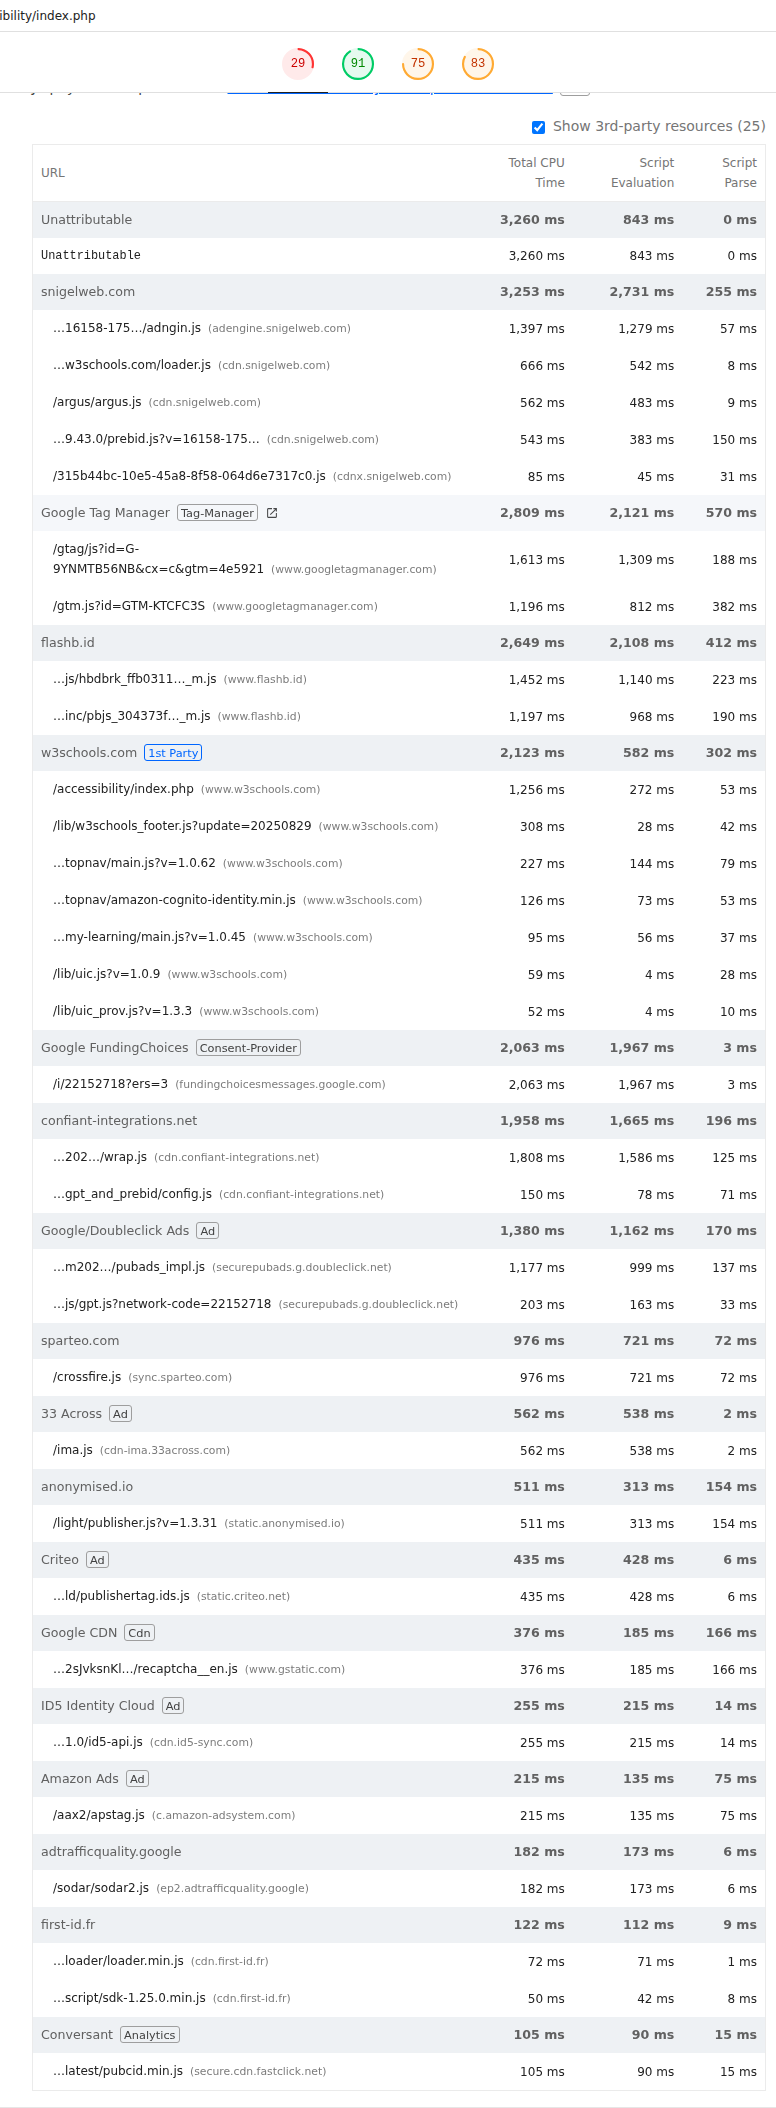 ibility/index.php
29 91 75 83
Show 3rd-party resources (25)
URL Total CPU Time Script Evaluation Script Parse
Unattributable 3,260 ms 843 ms 0 ms
Unattributable 3,260 ms 843 ms 0 ms
snigelweb.com 3,253 ms 2,731 ms 255 ms
…16158-175…/adngin.js (adengine.snigelweb.com) 1,397 ms 1,279 ms 57 ms
…w3schools.com/loader.js (cdn.snigelweb.com) 666 ms 542 ms 8 ms
/argus/argus.js (cdn.snigelweb.com) 562 ms 483 ms 9 ms
…9.43.0/prebid.js?v=16158-175… (cdn.snigelweb.com) 543 ms 383 ms 150 ms
/315b44bc-10e5-45a8-8f58-064d6e7317c0.js (cdnx.snigelweb.com) 85 ms 45 ms 31 ms
Google Tag Manager Tag-Manager 2,809 ms 2,121 ms 570 ms
/gtag/js?id=G-
9YNMTB56NB&cx=c&gtm=4e5921 (www.googletagmanager.com) 1,613 ms 1,309 ms 188 ms
/gtm.js?id=GTM-KTCFC3S (www.googletagmanager.com) 1,196 ms 812 ms 382 ms
flashb.id 2,649 ms 2,108 ms 412 ms
…js/hbdbrk_ffb0311…_m.js (www.flashb.id) 1,452 ms 1,140 ms 223 ms
…inc/pbjs_304373f…_m.js (www.flashb.id) 1,197 ms 968 ms 190 ms
w3schools.com 1st Party 2,123 ms 582 ms 302 ms
/accessibility/index.php (www.w3schools.com) 1,256 ms 272 ms 53 ms
/lib/w3schools_footer.js?update=20250829 (www.w3schools.com) 308 ms 28 ms 42 ms
…topnav/main.js?v=1.0.62 (www.w3schools.com) 227 ms 144 ms 79 ms
…topnav/amazon-cognito-identity.min.js (www.w3schools.com) 126 ms 73 ms 53 ms
…my-learning/main.js?v=1.0.45 (www.w3schools.com) 95 ms 56 ms 37 ms
/lib/uic.js?v=1.0.9 (www.w3schools.com) 59 ms 4 ms 28 ms
/lib/uic_prov.js?v=1.3.3 (www.w3schools.com) 52 ms 4 ms 10 ms
Google FundingChoices Consent-Provider 2,063 ms 1,967 ms 3 ms
/i/22152718?ers=3 (fundingchoicesmessages.google.com) 2,063 ms 1,967 ms 3 ms
confiant-integrations.net 1,958 ms 1,665 ms 196 ms
…202…/wrap.js (cdn.confiant-integrations.net) 1,808 ms 1,586 ms 125 ms
…gpt_and_prebid/config.js (cdn.confiant-integrations.net) 150 ms 78 ms 71 ms
Google/Doubleclick Ads Ad 1,380 ms 1,162 ms 170 ms
…m202…/pubads_impl.js (securepubads.g.doubleclick.net) 1,177 ms 999 ms 137 ms
…js/gpt.js?network-code=22152718 (securepubads.g.doubleclick.net) 203 ms 163 ms 33 ms
sparteo.com 976 ms 721 ms 72 ms
/crossfire.js (sync.sparteo.com) 976 ms 721 ms 72 ms
33 Across Ad 562 ms 538 ms 2 ms
/ima.js (cdn-ima.33across.com) 562 ms 538 ms 2 ms
anonymised.io 511 ms 313 ms 154 ms
/light/publisher.js?v=1.3.31 (static.anonymised.io) 511 ms 313 ms 154 ms
Criteo Ad 435 ms 428 ms 6 ms
…ld/publishertag.ids.js (static.criteo.net) 435 ms 428 ms 6 ms
Google CDN Cdn 376 ms 185 ms 166 ms
…2sJvksnKl…/recaptcha__en.js (www.gstatic.com) 376 ms 185 ms 166 ms
ID5 Identity Cloud Ad 255 ms 215 ms 14 ms
…1.0/id5-api.js (cdn.id5-sync.com) 255 ms 215 ms 14 ms
Amazon Ads Ad 215 ms 135 ms 75 ms
/aax2/apstag.js (c.amazon-adsystem.com) 215 ms 135 ms 75 ms
adtrafficquality.google 182 ms 173 ms 6 ms
/sodar/sodar2.js (ep2.adtrafficquality.google) 182 ms 173 ms 6 ms
first-id.fr 122 ms 112 ms 9 ms
…loader/loader.min.js (cdn.first-id.fr) 72 ms 71 ms 1 ms
…script/sdk-1.25.0.min.js (cdn.first-id.fr) 50 ms 42 ms 8 ms
Conversant Analytics 105 ms 90 ms 15 ms
…latest/pubcid.min.js (secure.cdn.fastclick.net) 105 ms 90 ms 15 ms